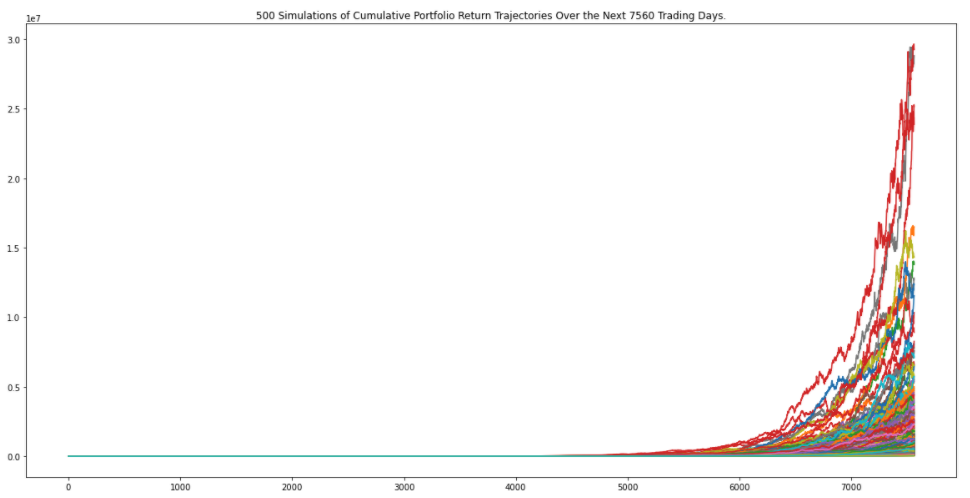 500 Simulations of Cumulative Portfolio Return Trajectories Over the Next 7560 Trading Days.
1e7
3.0
2.5
2.0
1.5
1.0
0.5
0.0
0 1000 2000 3000 4000 5000 6000 7000